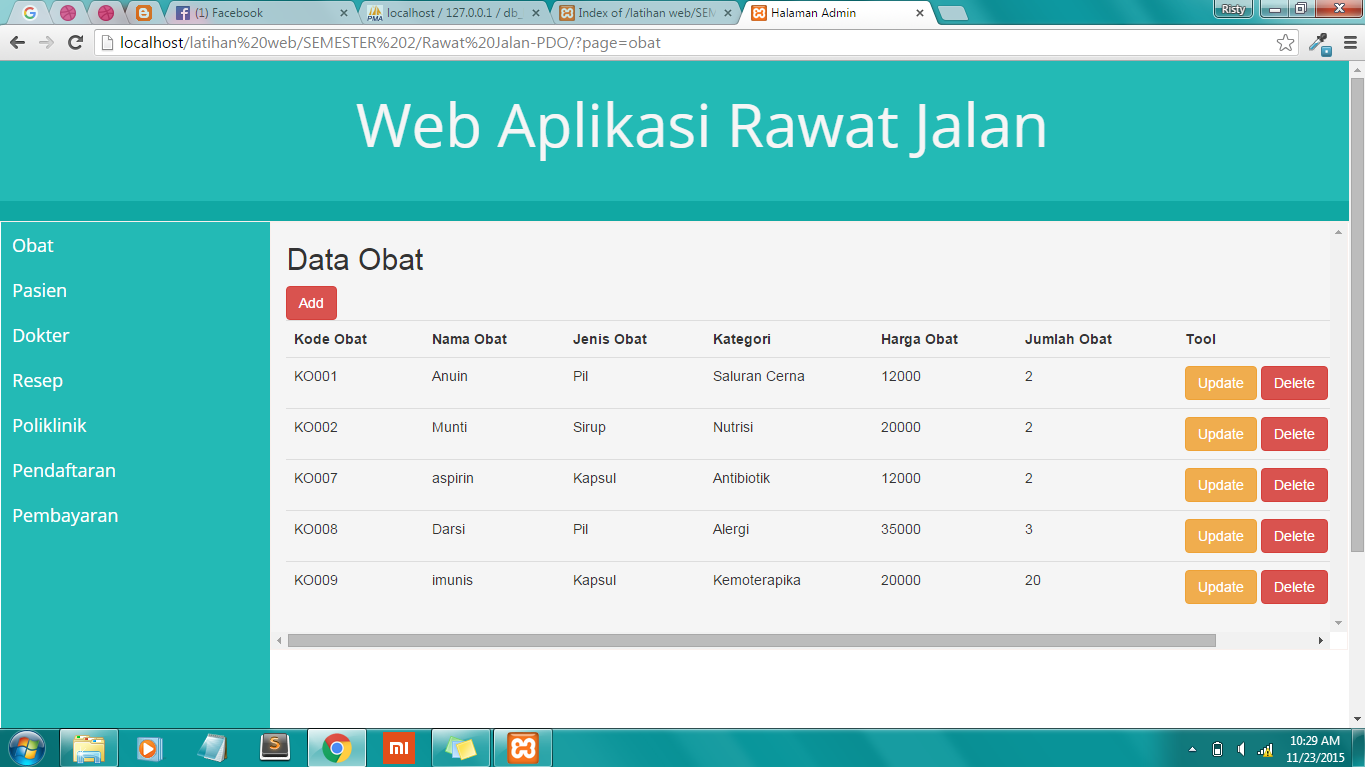 (1) Facebook
localhost / 127.0.0.1 / db_
Index of /latihan web/SEM
Halaman Admin
Risty
localhost/latihan%20web/SEMESTER%202/Rawat%20Jalan-PDO/?page=obat
Web Aplikasi Rawat Jalan
Obat
Pasien
Dokter
Resep
Poliklinik
Pendaftaran
Pembayaran
Data Obat
Add
Kode Obat Nama Obat Jenis Obat Kategori Harga Obat Jumlah Obat Tool
KO001 Anuin Pil Saluran Cerna 12000 2 Update Delete
KO002 Munti Sirup Nutrisi 20000 2 Update Delete
KO007 aspirin Kapsul Antibiotik 12000 2 Update Delete
KO008 Darsi Pil Alergi 35000 3 Update Delete
KO009 imunis Kapsul Kemoterapika 20000 20 Update Delete
mi
10:29 AM
11/23/2015